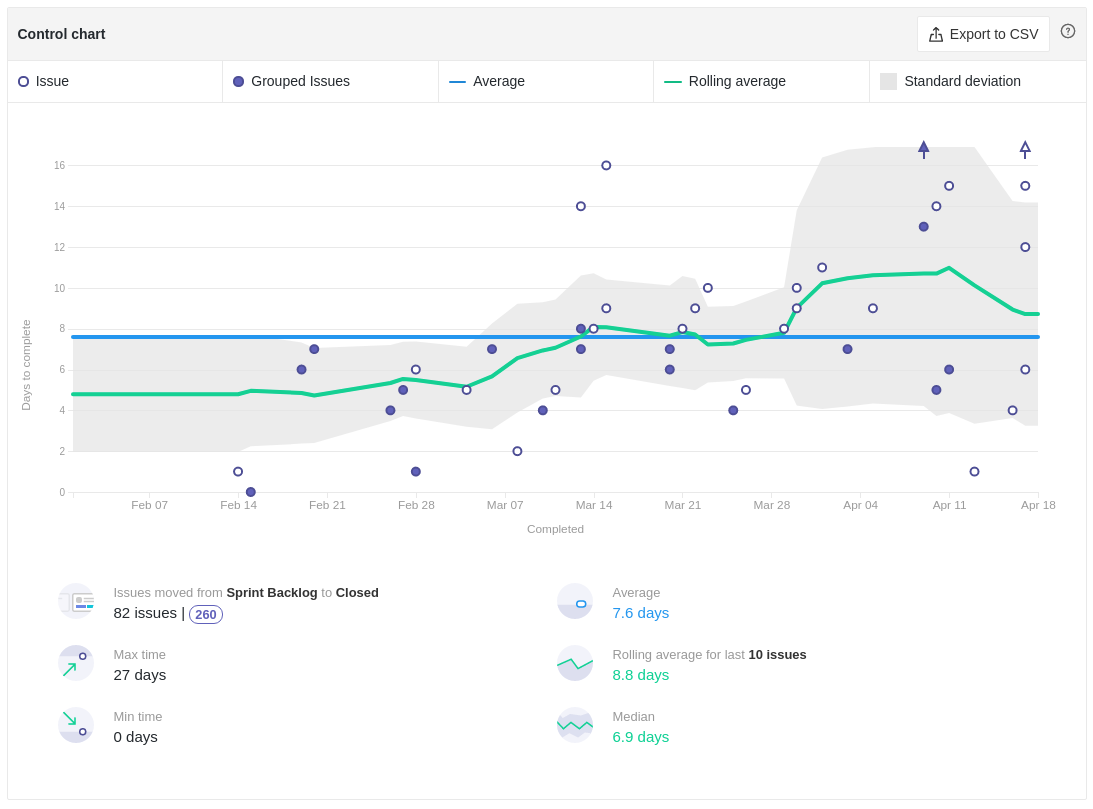 Control chart
Export to CSV
?
Issue
Grouped Issues
Average
Rolling average
Standard deviation
16
14
12
10
8
6
4
2
0
Days to complete
Feb 07
Feb 14
Feb 21
Feb 28
Mar 07
Mar 14
Mar 21
Mar 28
Apr 04
Apr 11
Apr 18
Completed
Issues moved from Sprint Backlog to Closed
82 issues | 260
Average
7.6 days
Max time
27 days
Rolling average for last 10 issues
8.8 days
Min time
0 days
Median
6.9 days